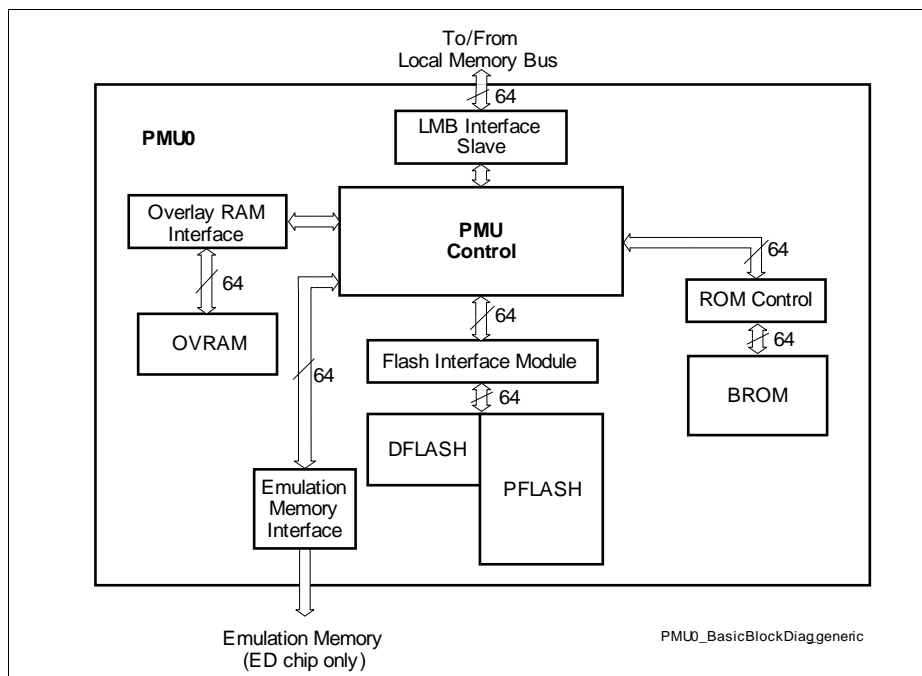 To/From
Local Memory Bus
64
PMU0
LMB Interface
Slave
Overlay RAM
Interface
PMU
Control
64
64
ROM Control
64
OVRAM
64
Flash Interface Module
64
64
BROM
DFLASH
PFLASH
Emulation
Memory
Interface
Emulation Memory
(ED chip only)
PMU0_BasicBlockDiag.generic